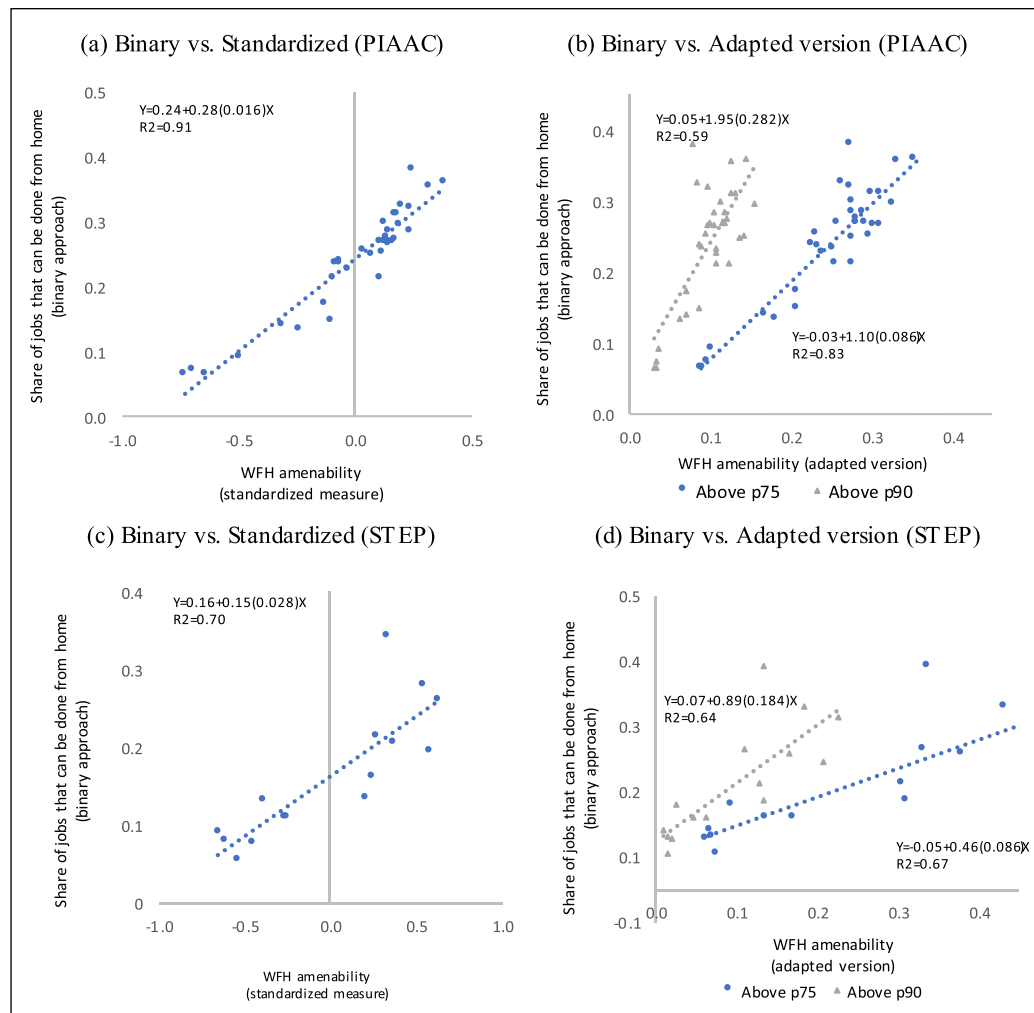 (a) Binary vs. Standardized (PIAAC)
Y=0.24+0.28(0.016)X
R2=0.91
0.5
0.4
0.3
0.2
0.1
0.0
-1.0 -0.5 0.0 0.5
Share of jobs that can be done from home
(binary approach)
WFH amenability
(standardized measure)
(b) Binary vs. Adapted version (PIAAC)
Y=0.05+1.95(0.282)X
R2=0.59
Y=-0.03+1.10(0.086)X
R2=0.83
0.4
0.3
0.2
0.1
0.0
0.0 0.1 0.2 0.3 0.4
Share of jobs that can be done from home
(binary approach)
WFH amenability (adapted version)
Above p75 Above p90
(c) Binary vs. Standardized (STEP)
Y=0.16+0.15(0.028)X
R2=0.70
0.4
0.3
0.2
0.1
0
-1.0 -0.5 0 0.5 1.0
Share of jobs that can be done from home
(binary approach)
WFH amenability
(standardized measure)
(d) Binary vs. Adapted version (STEP)
Y=0.07+0.89(0.184)X
R2=0.64
Y=-0.05+0.46(0.086)X
R2=0.67
0.5
0.4
0.3
0.2
0.1
-0.1
0.0 0.1 0.2 0.3 0.4
Share of jobs that can be done from home
(binary approach)
WFH amenability
(adapted version)
Above p75 Above p90